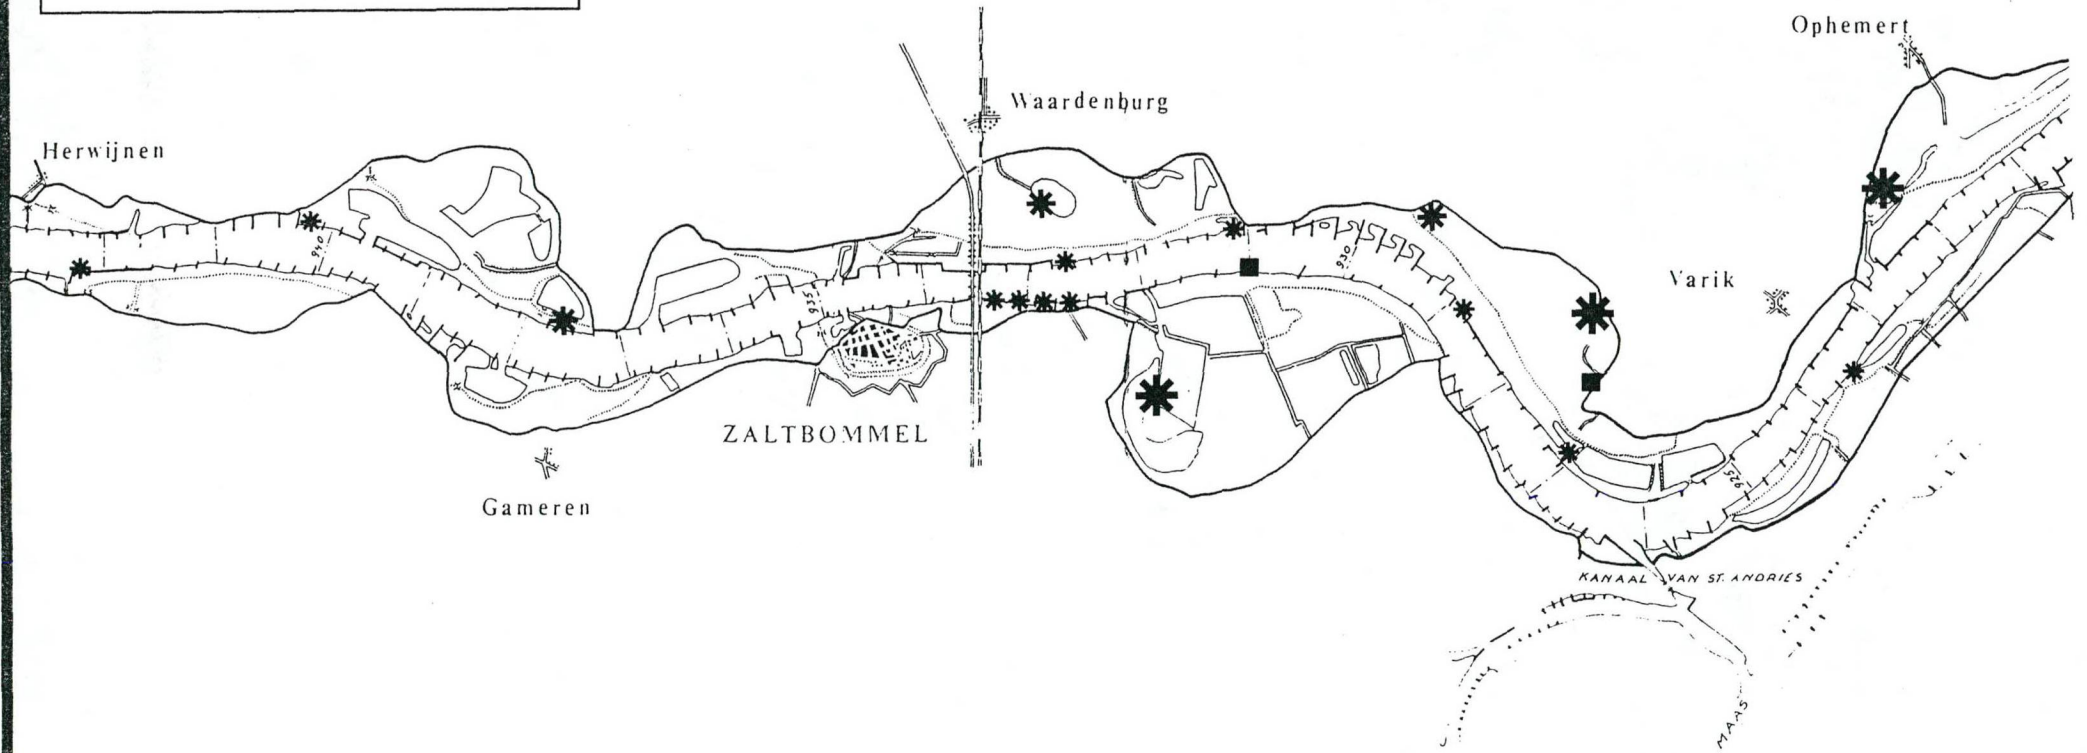 Ophemert
Waardenburg
Herwijnen
940
930
Varik
935
ZALTBOMMEL
925
Gameren
KANAAL VAN ST. ANDRIES
MAAS